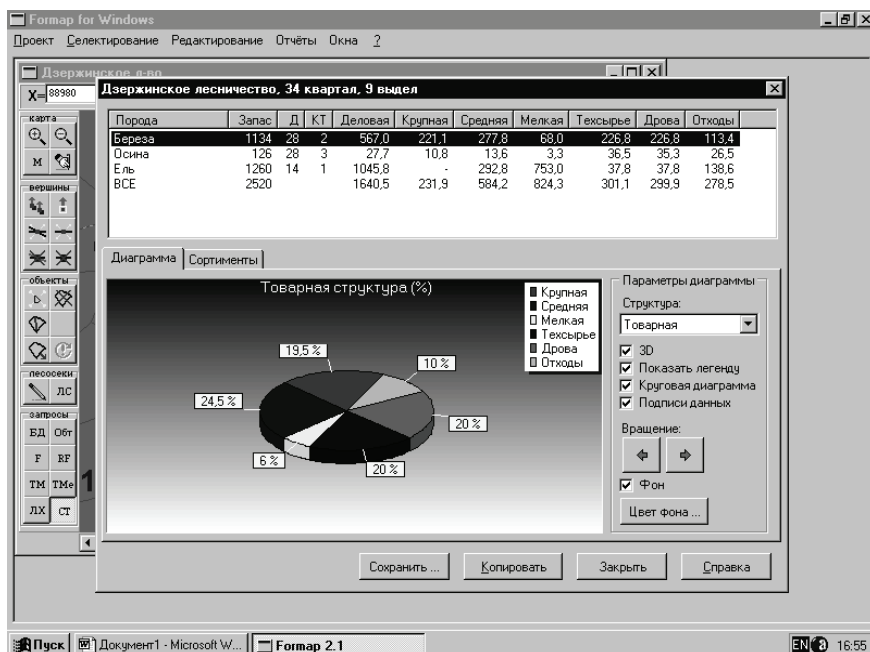 Formap for Windows
Проект Селектирование Редактирование Отчёты Окна ?
Дзержинское л-во
X= 88980
Дзержинское лесничество, 34 квартал, 9 выдел
карта
М
вершины
объекты
лесосеки
ЛС
запросы
БД Обт
F RF
ТМ ТМе
ЛХ СТ
1
Порода Запас Д КТ Деловая Крупная Средняя Мелкая Техсырье Дрова Отходы
Береза 1134 28 2 567,0 221,1 277,8 68,0 226,8 226,8 113,4
Осина 126 28 3 27,7 10,8 13,6 3,3 36,5 35,3 26,5
Ель 1260 14 1 1045,8 - 292,8 753,0 37,8 37,8 138,6
ВСЕ 2520 1640,5 231,9 584,2 824,3 301,1 299,9 278,5
Диаграмма Сортименты
Товарная структура (%)
19,5 %
10 %
24,5 %
20 %
6 %
20 %
Крупная
Средняя
Мелкая
Техсырье
Дрова
Отходы
Параметры диаграммы
Структура:
Товарная
3D
Показать легенду
Круговая диаграмма
Подписи данных
Вращение:
Фон
Цвет фона ...
Сохранить ... Копировать Закрыть Справка
Пуск Документ1 - Microsoft W... Formap 2.1 EN 16:55